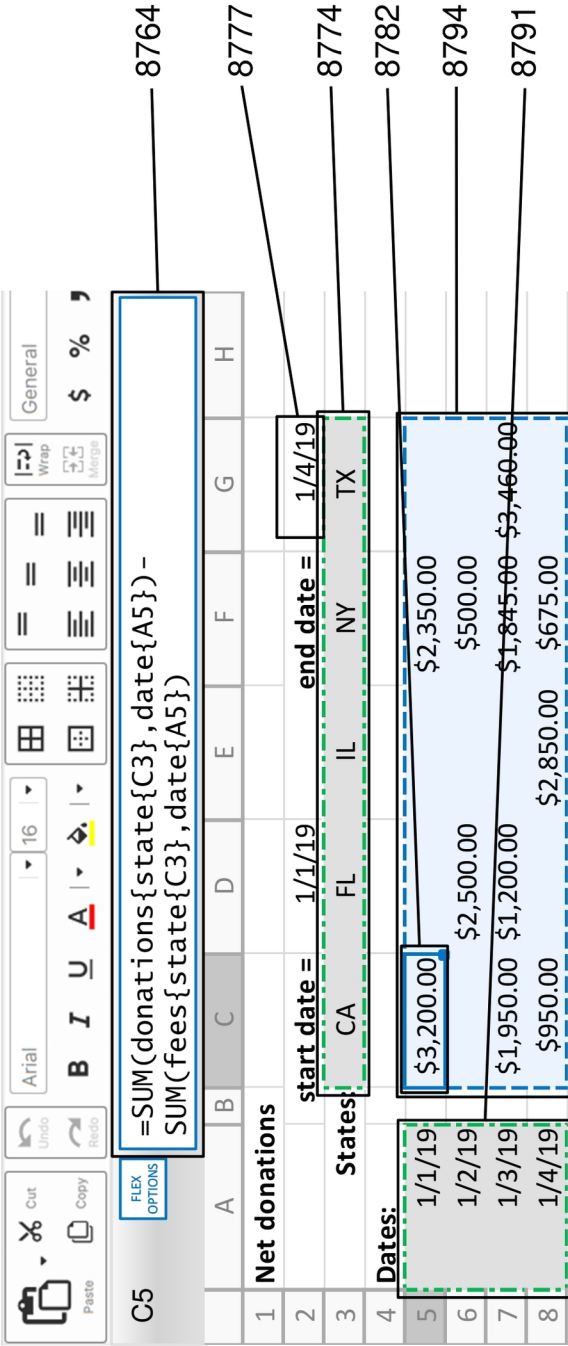 Cut
Copy
Paste
Undo
Redo
Arial
16
B I U A
Wrap
Merge
General
$ % ,
C5
FLEX
OPTIONS
=SUM(donations{state{C3},date{A5})-
SUM(fees{state{C3},date{A5})
8764
A B C D E F G H
1 Net donations
2 start date = 1/1/19 end date = 1/4/19
8777
3 States: CA FL IL NY TX
8774
4 Dates:
8782
5 1/1/19 $3,200.00 $2,350.00
8794
6 1/2/19 $2,500.00 $500.00
7 1/3/19 $1,950.00 $1,200.00 $1,845.00 $3,460.00
8791
8 1/4/19 $950.00 $2,850.00 $675.00